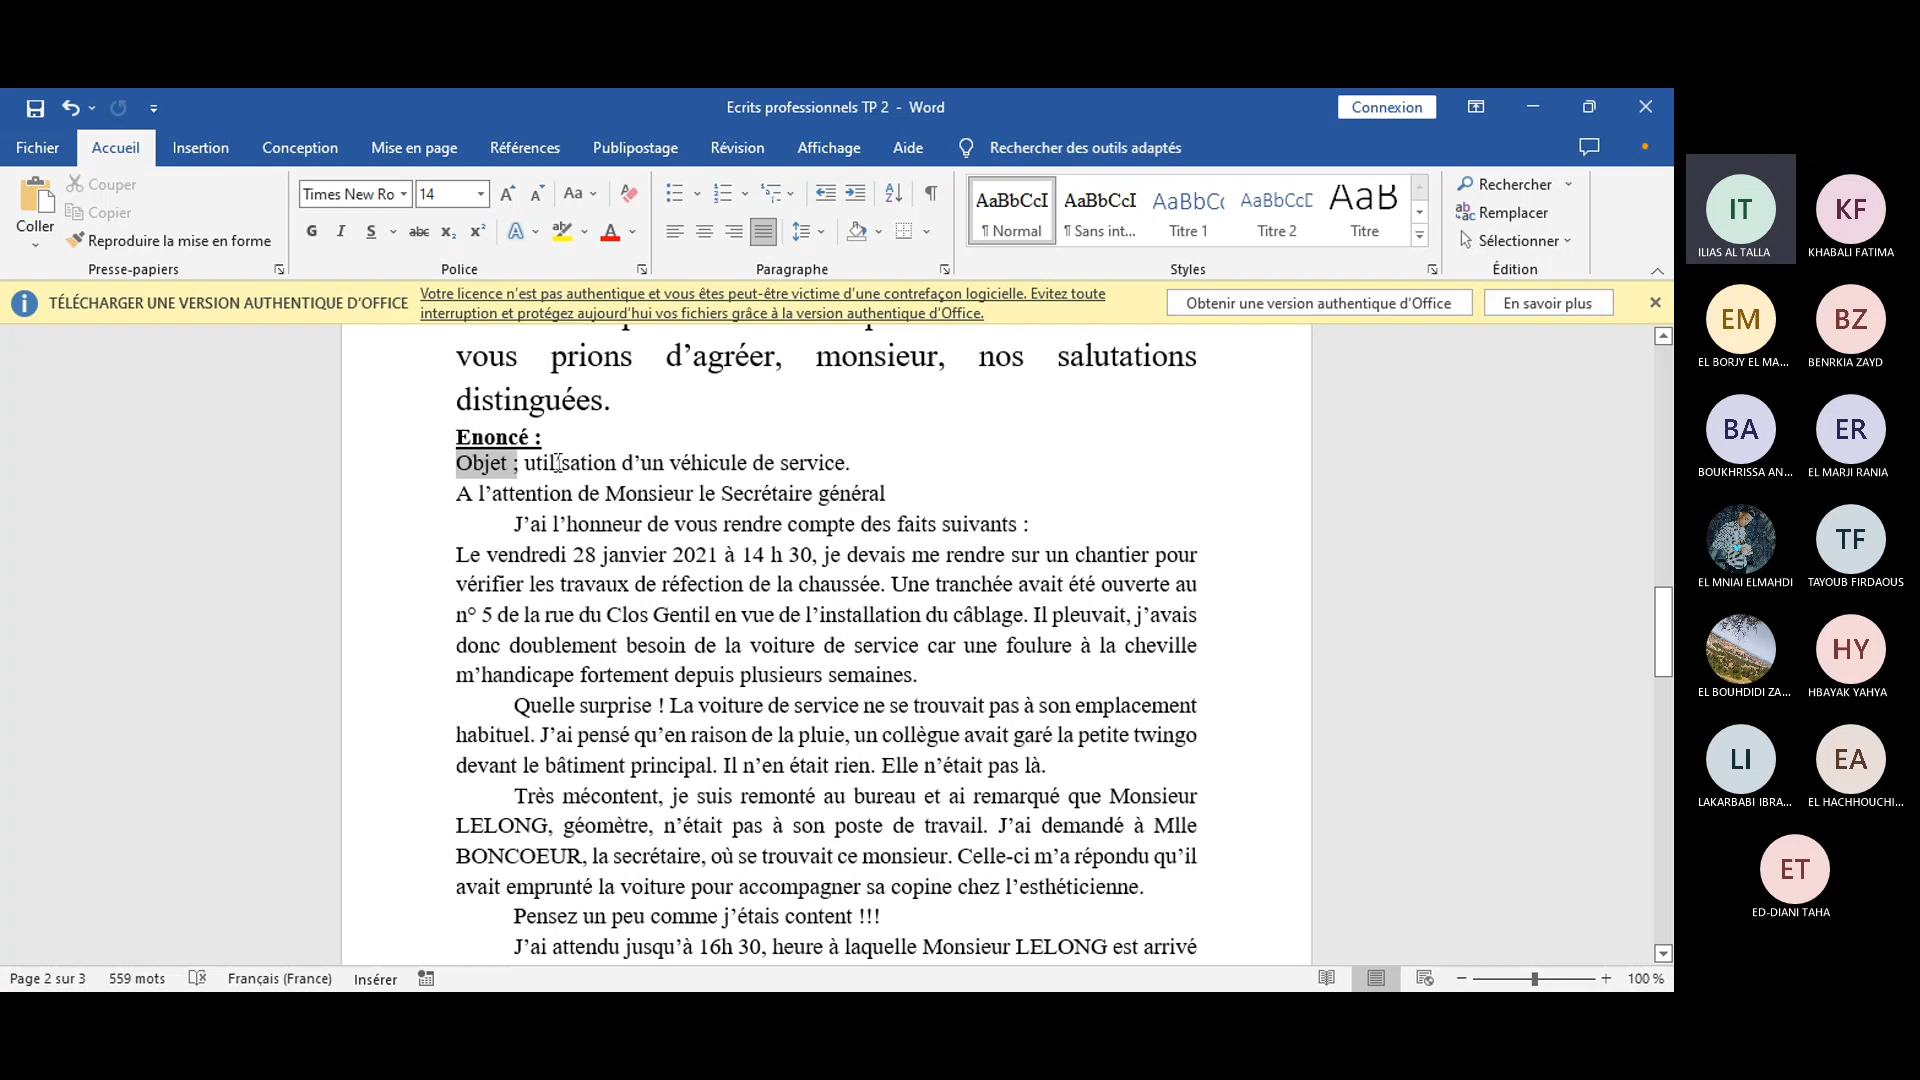 Ecrits professionnels TP 2 - Word
Connexion
Fichier Accueil Insertion Conception Mise en page Références Publipostage Révision Affichage Aide Rechercher des outils adaptés
Coller
Couper
Copier
Reproduire la mise en forme
Presse-papiers
Times New Ro 14
Aa
G I S abc x₂ x² A A
Police
Paragraphe
AaBbCcI AaBbCcI AaBbCc AaBbCcD AaB
¶ Normal ¶ Sans int... Titre 1 Titre 2 Titre
Styles
Rechercher
Remplacer
Sélectionner
Édition
TÉLÉCHARGER UNE VERSION AUTHENTIQUE D'OFFICE
Votre licence n'est pas authentique et vous êtes peut-être victime d'une contrefaçon logicielle. Evitez toute
interruption et protégez aujourd'hui vos fichiers grâce à la version authentique d'Office.
Obtenir une version authentique d'Office
En savoir plus
vous prions d'agréer, monsieur, nos salutations
distinguées.
Enoncé :
Objet ; utilisation d'un véhicule de service.
A l'attention de Monsieur le Secrétaire général
J'ai l'honneur de vous rendre compte des faits suivants :
Le vendredi 28 janvier 2021 à 14 h 30, je devais me rendre sur un chantier pour
vérifier les travaux de réfection de la chaussée. Une tranchée avait été ouverte au
n° 5 de la rue du Clos Gentil en vue de l'installation du câblage. Il pleuvait, j'avais
donc doublement besoin de la voiture de service car une foulure à la cheville
m'handicape fortement depuis plusieurs semaines.
Quelle surprise ! La voiture de service ne se trouvait pas à son emplacement
habituel. J'ai pensé qu'en raison de la pluie, un collègue avait garé la petite twingo
devant le bâtiment principal. Il n'en était rien. Elle n'était pas là.
Très mécontent, je suis remonté au bureau et ai remarqué que Monsieur
LELONG, géomètre, n'était pas à son poste de travail. J'ai demandé à Mlle
BONCOEUR, la secrétaire, où se trouvait ce monsieur. Celle-ci m'a répondu qu'il
avait emprunté la voiture pour accompagner sa copine chez l'esthéticienne.
Pensez un peu comme j'étais content !!!
J'ai attendu jusqu'à 16h 30, heure à laquelle Monsieur LELONG est arrivé
Page 2 sur 3 559 mots Français (France) Insérer 100 %
IT KF
ILIAS AL TALLA KHABALI FATIMA
EM BZ
EL BORJY EL MA... BENRKIA ZAYD
BA ER
BOUKHRISSA AN... EL MARJI RANIA
TF
EL MNIAI ELMAHDI TAYOUB FIRDAOUS
HY
EL BOUHDIDI ZA... HBAYAK YAHYA
LI EA
LAKARBABI IBRA... EL HACHHOUCHI...
ET
ED-DIANI TAHA